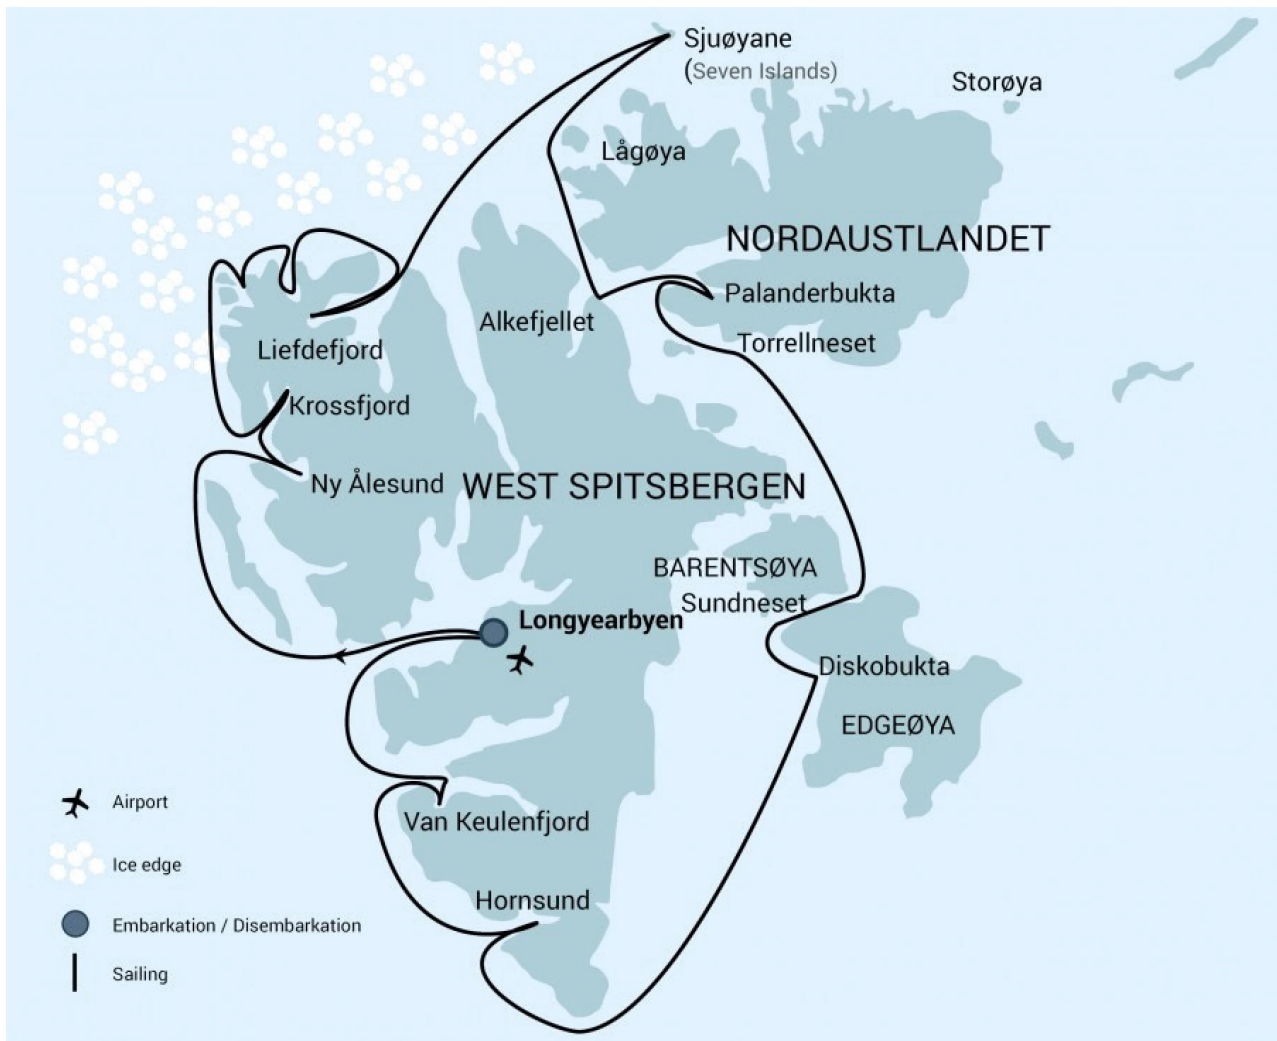 Sjuøyane
(Seven Islands)
Storøya
Lågøya
NORDAUSTLANDET
Palanderbukta
Alkefjellet
Torrellneset
Liefdefjord
Krossfjord
Ny Ålesund
WEST SPITSBERGEN
BARENTSØYA
Sundneset
Longyearbyen
Diskobukta
EDGEØYA
Airport
Van Keulenfjord
Ice edge
Hornsund
Embarkation / Disembarkation
Sailing